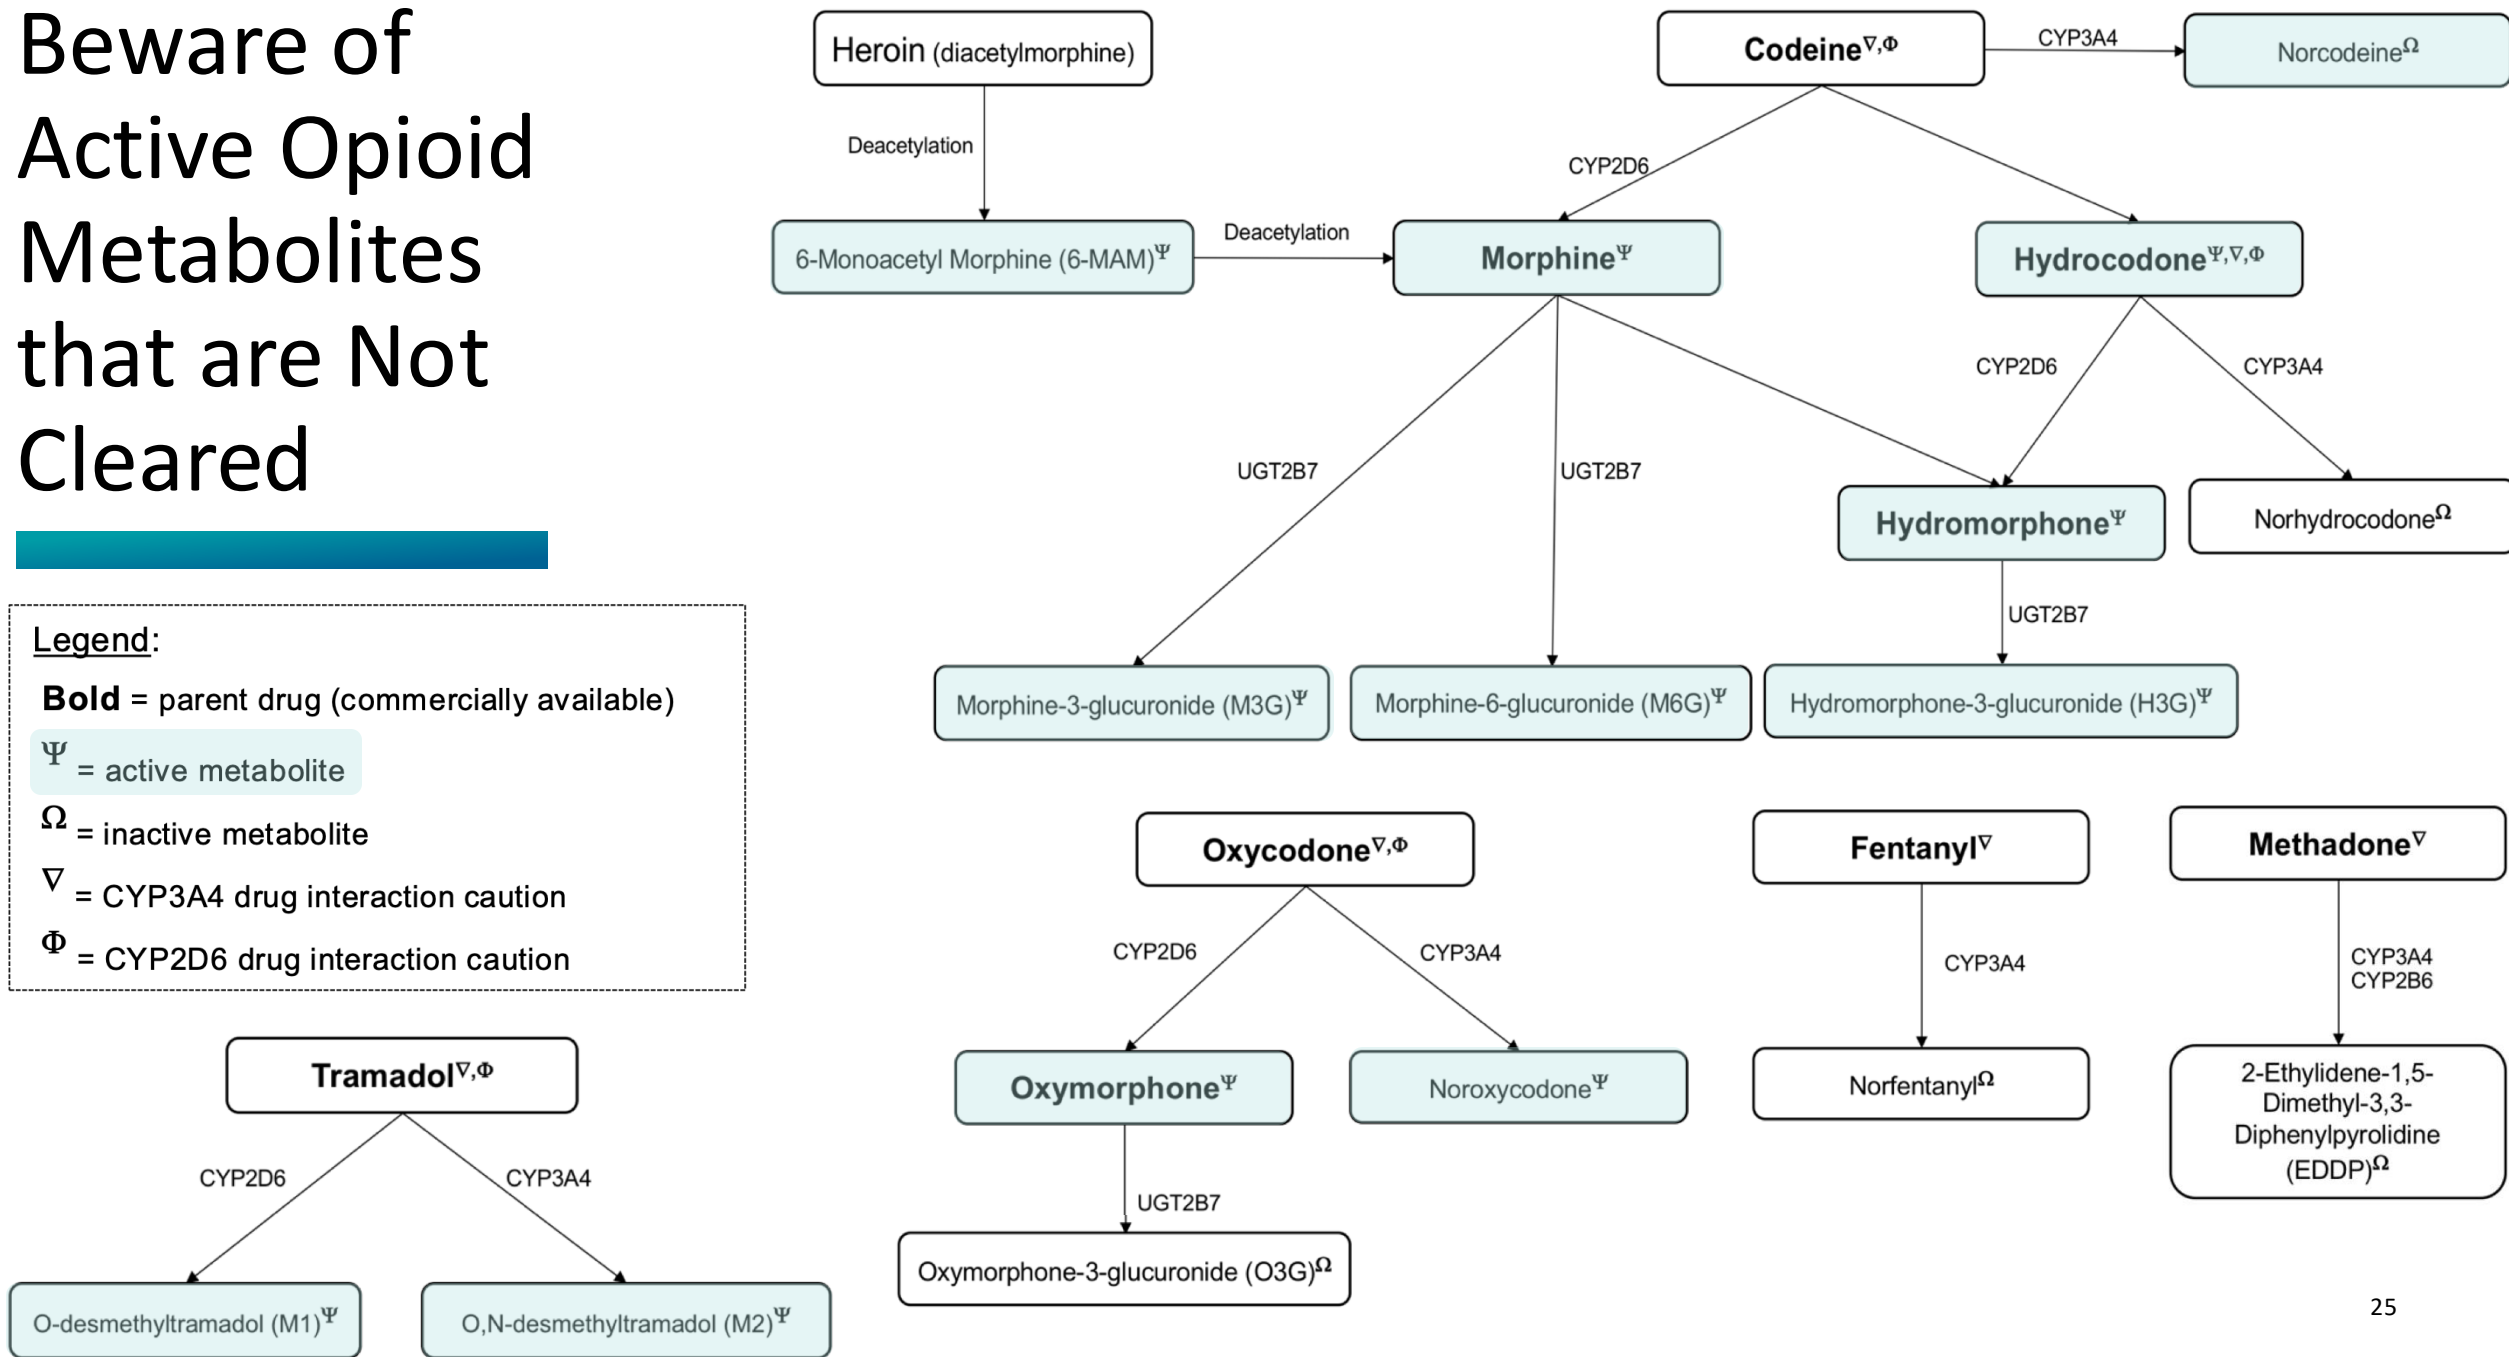 Beware of
Active Opioid
Metabolites
that are Not
Cleared
Legend:
Bold = parent drug (commercially available)
Ψ = active metabolite
Ω = inactive metabolite
∇ = CYP3A4 drug interaction caution
Φ = CYP2D6 drug interaction caution
Heroin (diacetylmorphine)
Deacetylation
6-Monoacetyl Morphine (6-MAM)Ψ
Deacetylation
Codeine∇,Φ
CYP3A4
NorcodeineΩ
CYP2D6
MorphineΨ
HydrocodoneΨ,∇,Φ
CYP2D6
CYP3A4
UGT2B7
UGT2B7
HydromorphoneΨ
NorhydrocodoneΩ
UGT2B7
Morphine-3-glucuronide (M3G)Ψ
Morphine-6-glucuronide (M6G)Ψ
Hydromorphone-3-glucuronide (H3G)Ψ
Tramadol∇,Φ
CYP2D6
CYP3A4
O-desmethyltramadol (M1)Ψ
O,N-desmethyltramadol (M2)Ψ
Oxycodone∇,Φ
CYP2D6
CYP3A4
OxymorphoneΨ
NoroxycodoneΨ
UGT2B7
Oxymorphone-3-glucuronide (O3G)Ω
Fentanyl∇
CYP3A4
NorfentanylΩ
Methadone∇
CYP3A4
CYP2B6
2-Ethylidene-1,5-
Dimethyl-3,3-
Diphenylpyrolidine
(EDDP)Ω
25